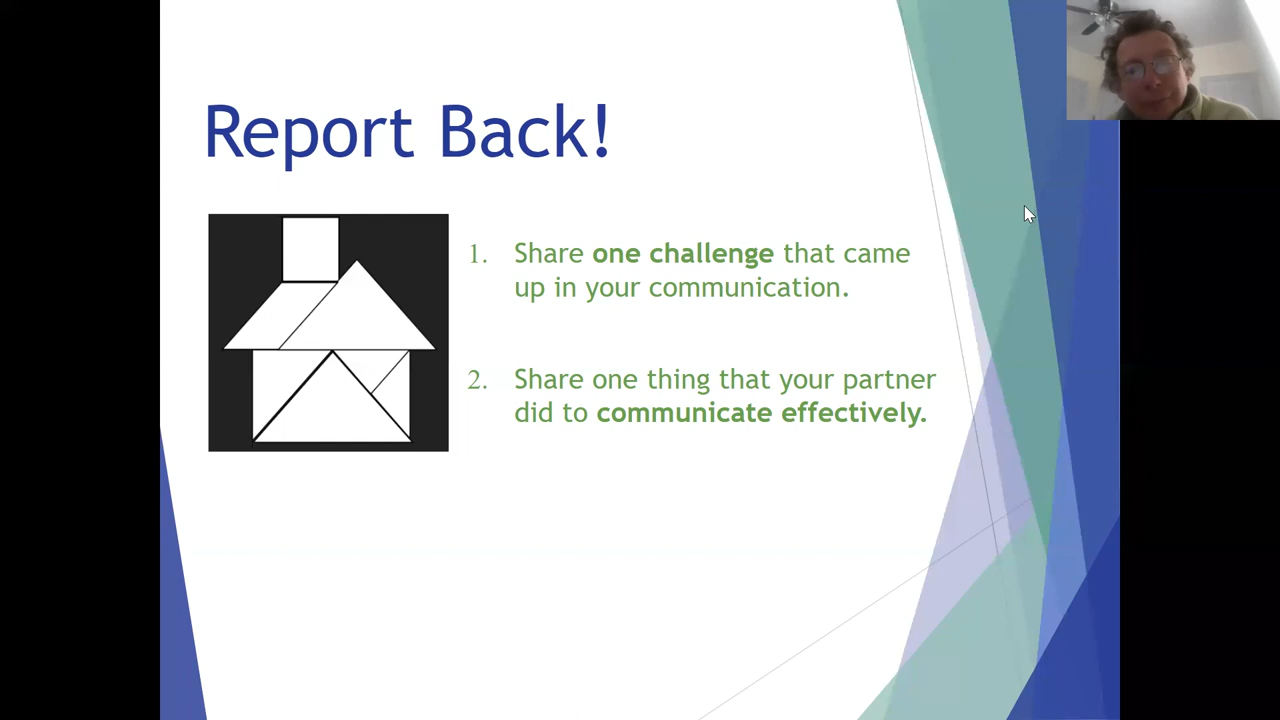 Report Back!
1. Share one challenge that came
up in your communication.
2. Share one thing that your partner
did to communicate effectively.